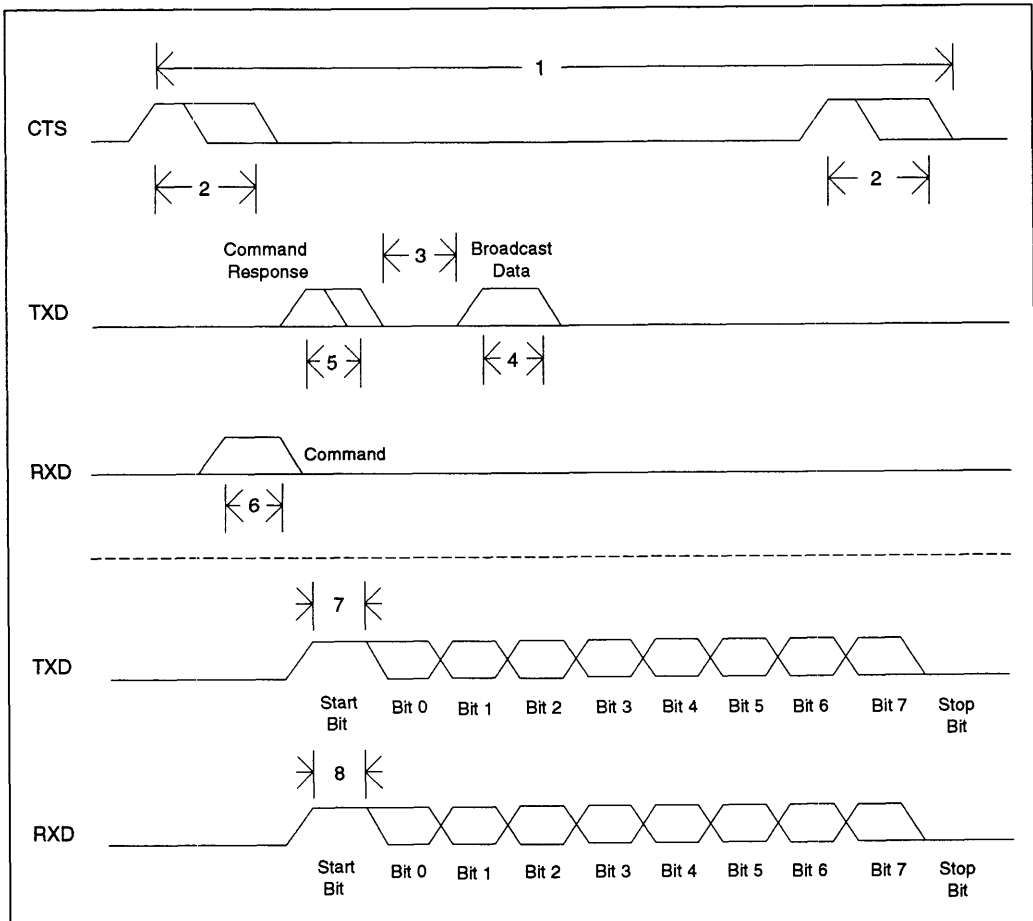 1
CTS
2
2
Command
Response
3
Broadcast
Data
TXD
5
4
RXD
Command
6
7
TXD
Start
Bit
Bit 0
Bit 1
Bit 2
Bit 3
Bit 4
Bit 5
Bit 6
Bit 7
Stop
Bit
8
RXD
Start
Bit
Bit 0
Bit 1
Bit 2
Bit 3
Bit 4
Bit 5
Bit 6
Bit 7
Stop
Bit